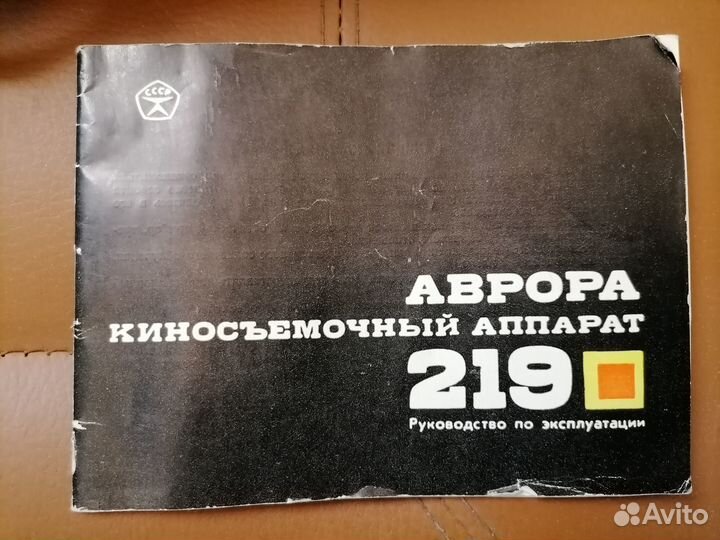 СССР
АВРОРА
КИНОСЪЕМОЧНЫЙ АППАРАТ
219
Руководство по эксплуатации
Avito